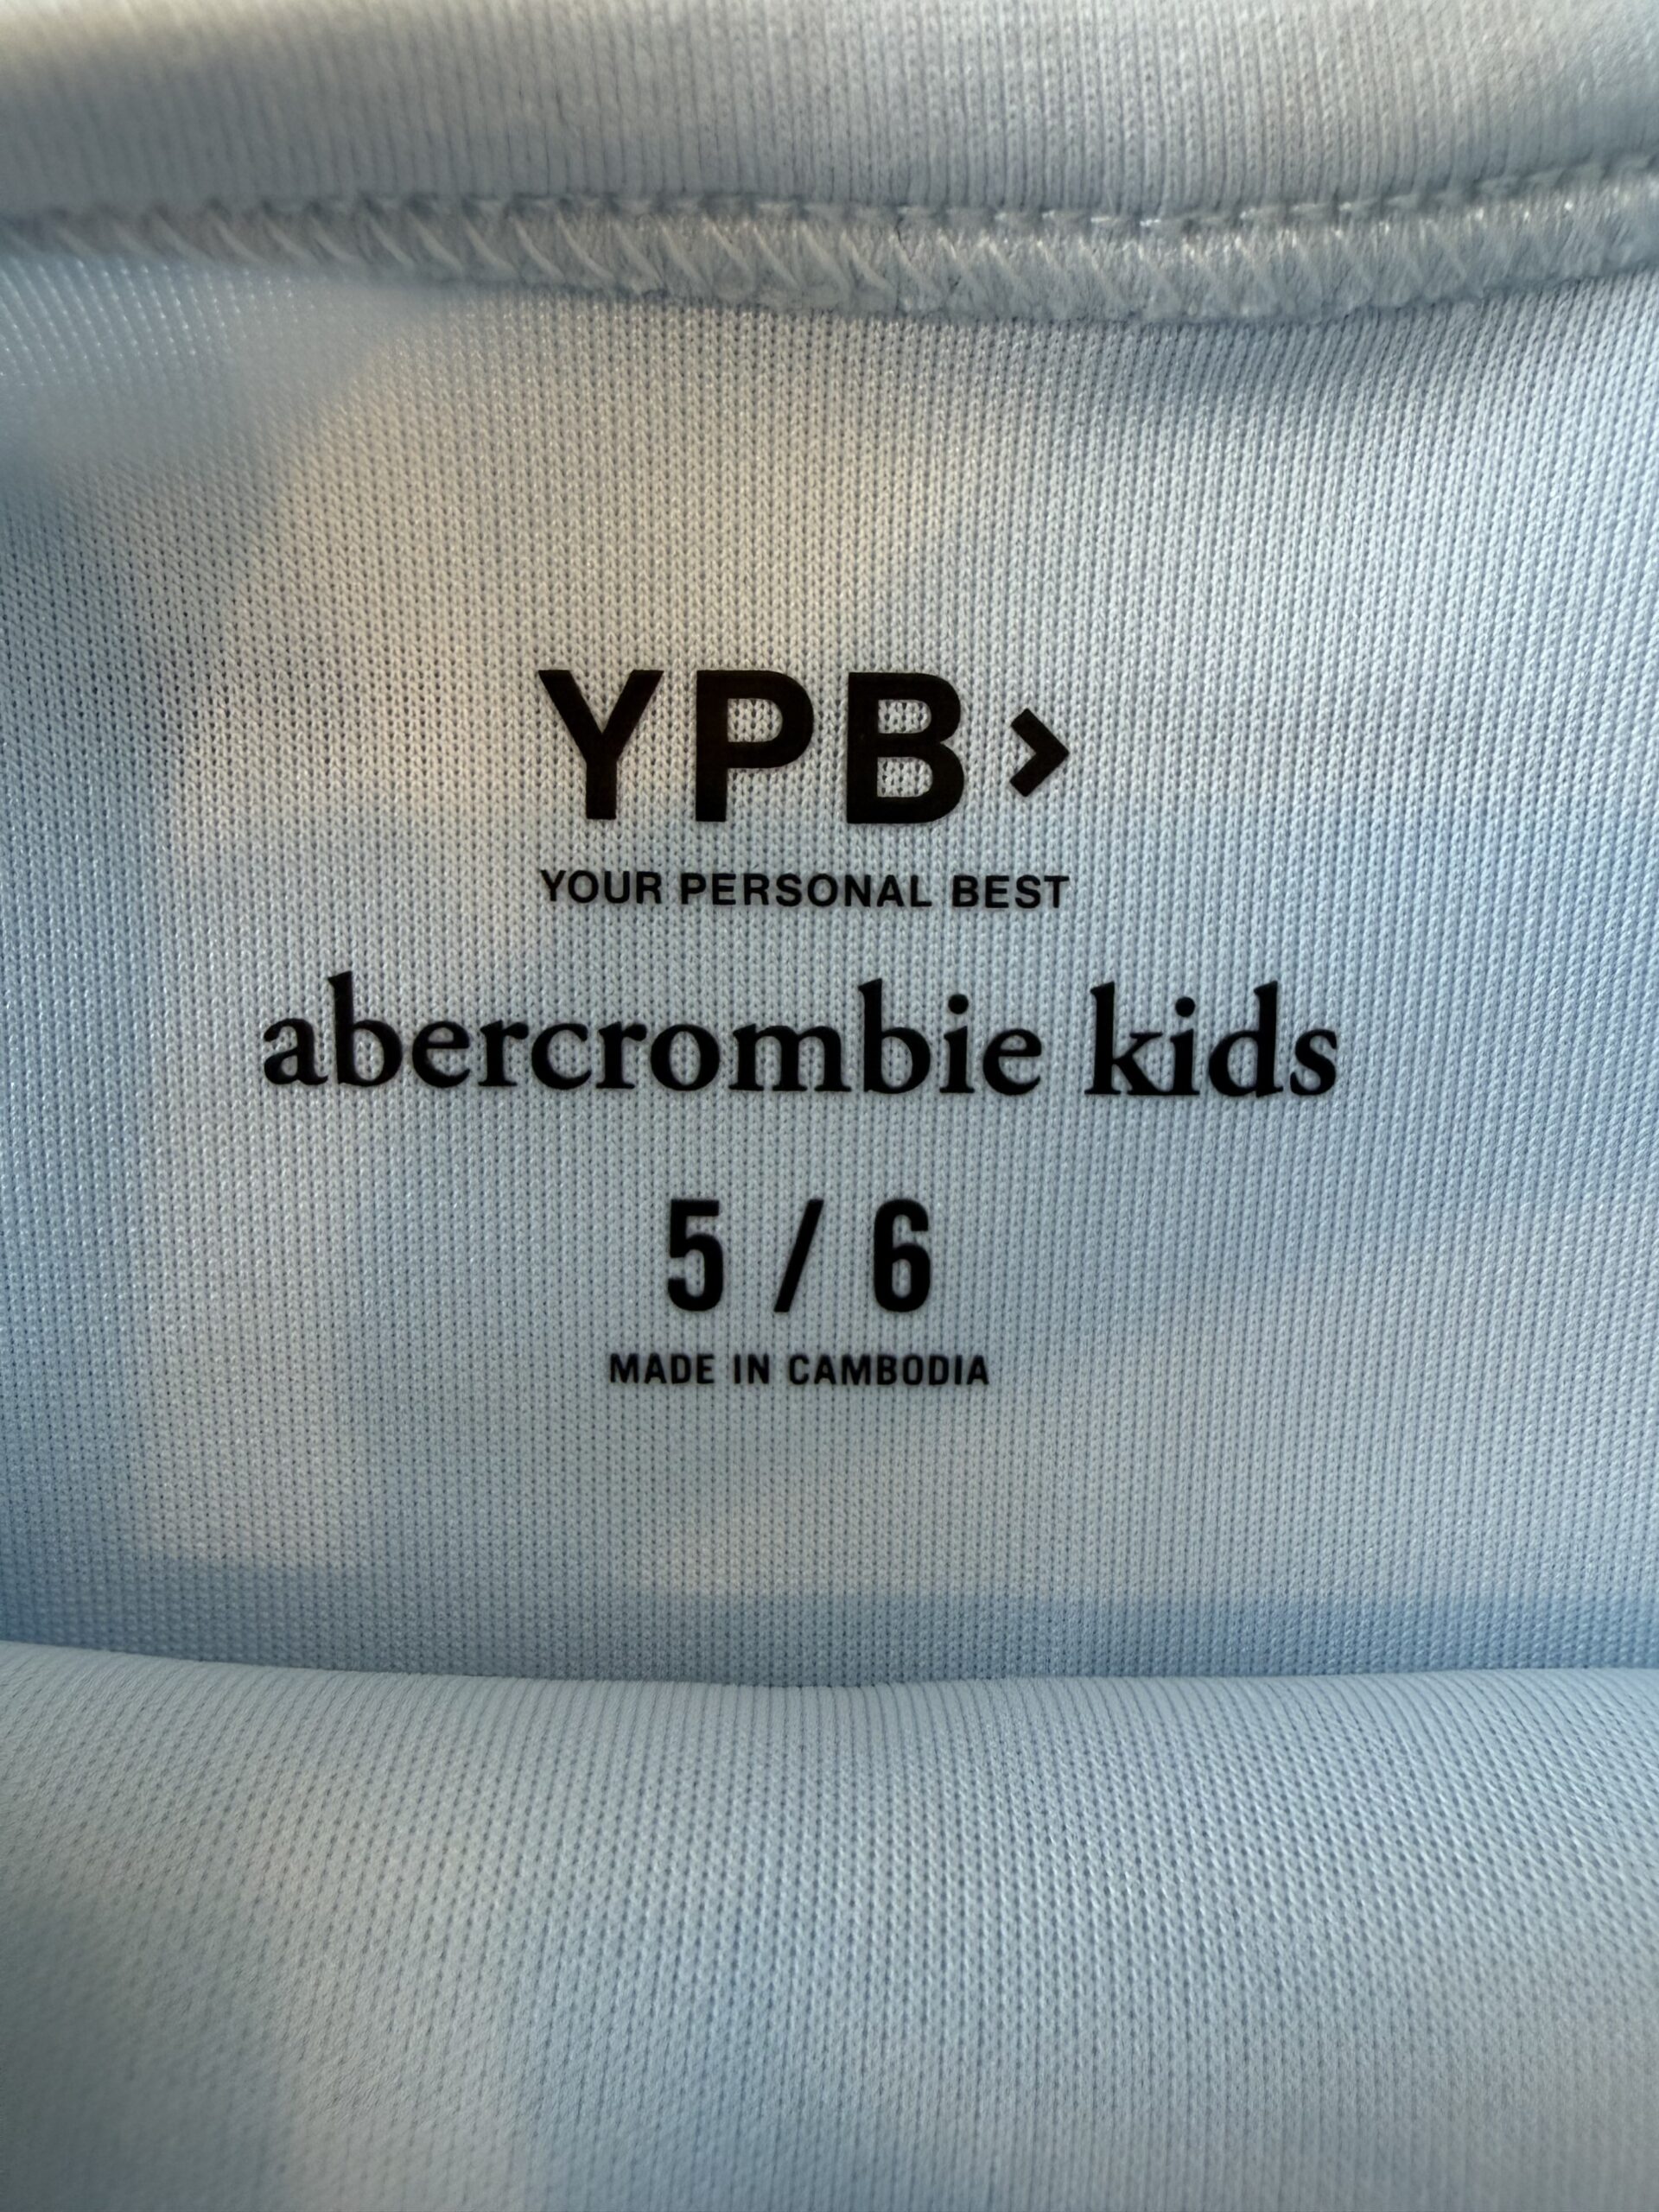 YPB>
YOUR PERSONAL BEST
abercrombie kids
5 / 6
MADE IN CAMBODIA